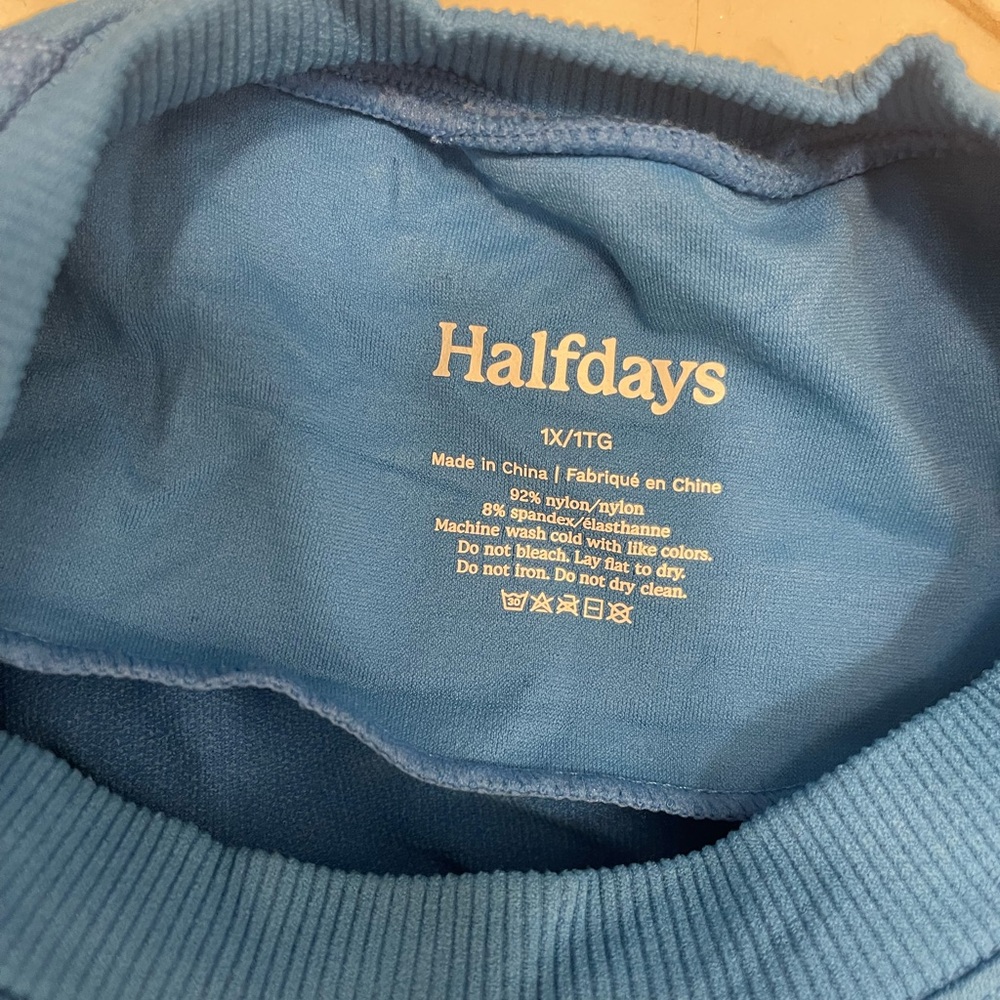 Halfdays
1X/1TG
Made in China | Fabriqué en Chine
92% nylon/nylon
8% spandex/élasthanne
Machine wash cold with like colors.
Do not bleach. Lay flat to dry.
Do not iron. Do not dry clean.
30